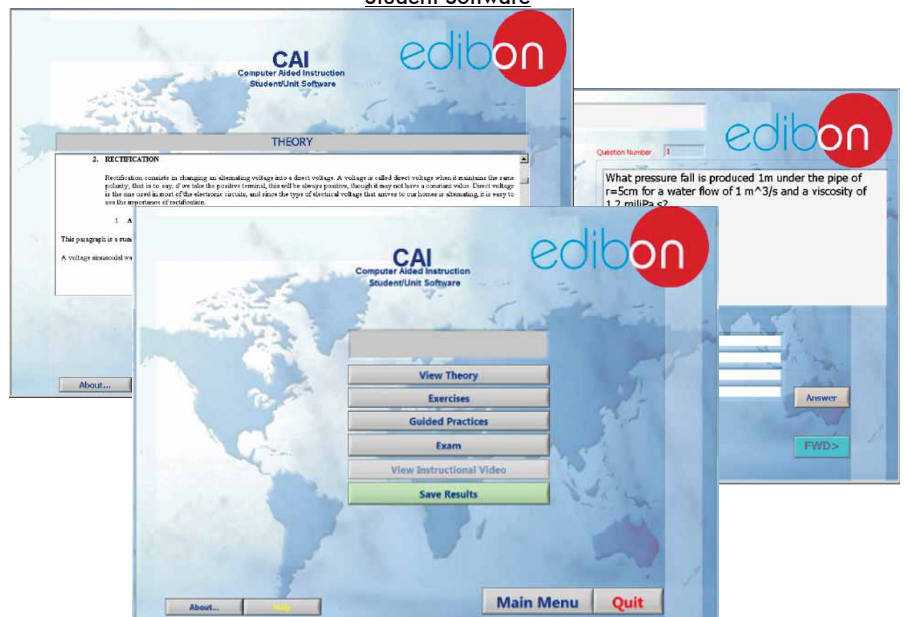 Student Software
edibon
CAI
Computer Aided Instruction
Student/Unit Software
THEORY
2. RECTIFICATION
Rectification consists in changing an alternating voltage into a direct voltage. A voltage is called direct voltage when it maintains the same
polarity; that is to say, if we take the positive terminal, this will be always positive, though it may not have a constant value. Direct voltage
is the one used in most of the electronic circuits, and since the type of electrical voltage that arrives to our homes is alternating, it is easy to
see the importance of rectification.
1. A
This paragraph is a
A voltage sinusoidal
About...
edibon
Question Number 1
What pressure fall is produced 1m under the pipe of
r=5cm for a water flow of 1 m^3/s and a viscosity of
1.2 miliPa.s?
Answer
FWD>
edibon
CAI
Computer Aided Instruction
Student/Unit Software
View Theory
Exercises
Guided Practices
Exam
View Instructional Video
Save Results
About...
Help
Main Menu
Quit